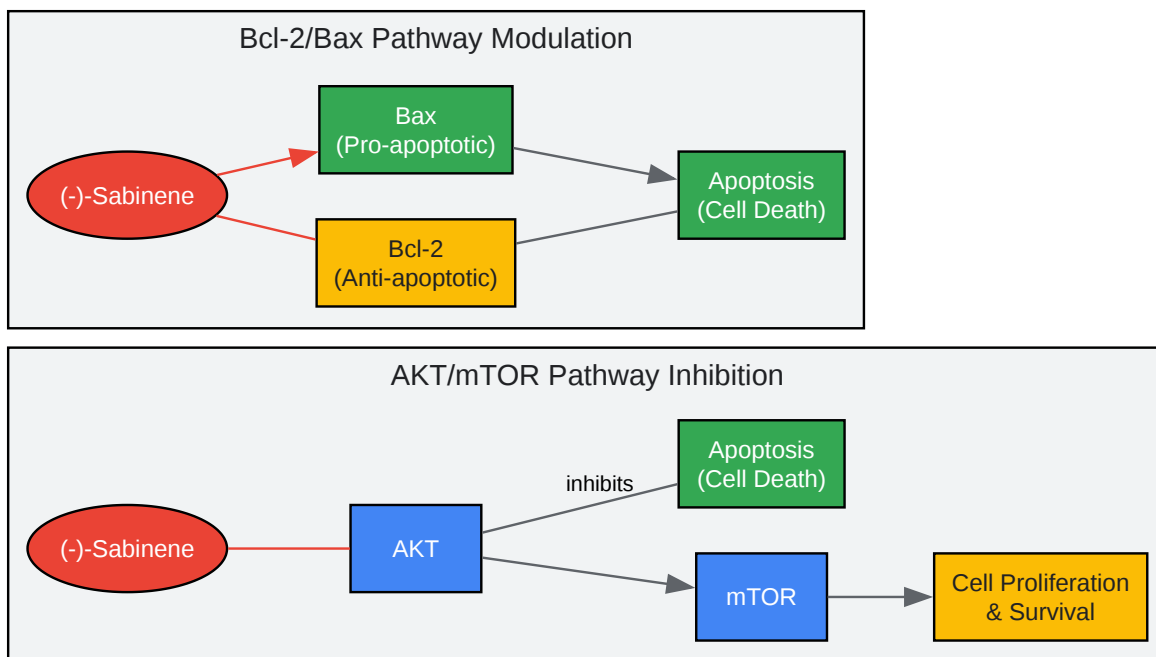 Bcl-2/Bax Pathway Modulation
Bax
(Pro-apoptotic)
(-)-Sabinene
Apoptosis
(Cell Death)
Bcl-2
(Anti-apoptotic)
AKT/mTOR Pathway Inhibition
Apoptosis
(Cell Death)
inhibits
(-)-Sabinene
AKT
mTOR
Cell Proliferation
& Survival